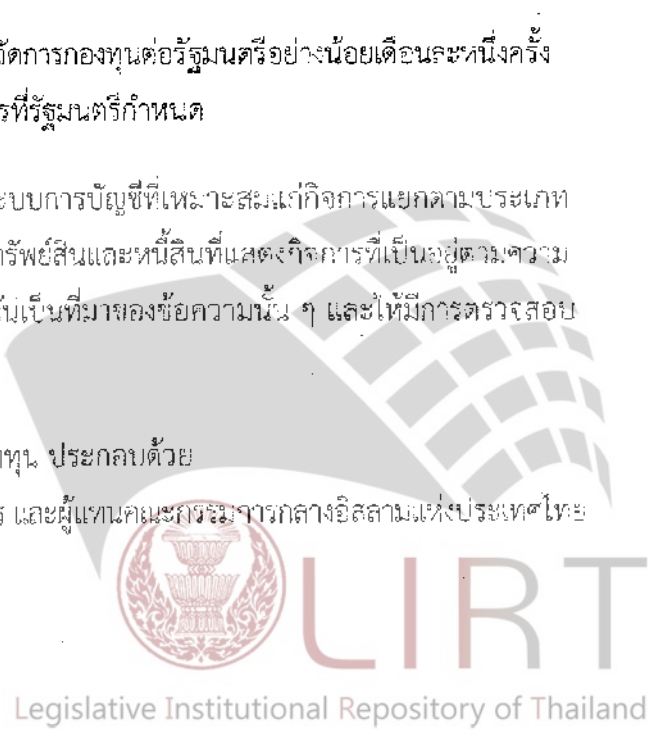 จัดการกองทุนต่อรัฐมนตรีอย่างน้อยเดือนละหนึ่งครั้ง
รที่รัฐมนตรีกำหนด
ะบบการบัญชีที่เหมาะสมแก่กิจการแยกตามประเภท
ทรัพย์สินและหนี้สินที่แสดงกิจการที่เป็นอยู่ตามความ
อันเป็นที่มาของข้อความนั้น ๆ และให้มีการตรวจสอบ
ทุน ประกอบด้วย
ร และผู้แทนคณะกรรมการกลางอิสลามแห่งประเทศไทย
LIRT
Legislative Institutional Repository of Thailand